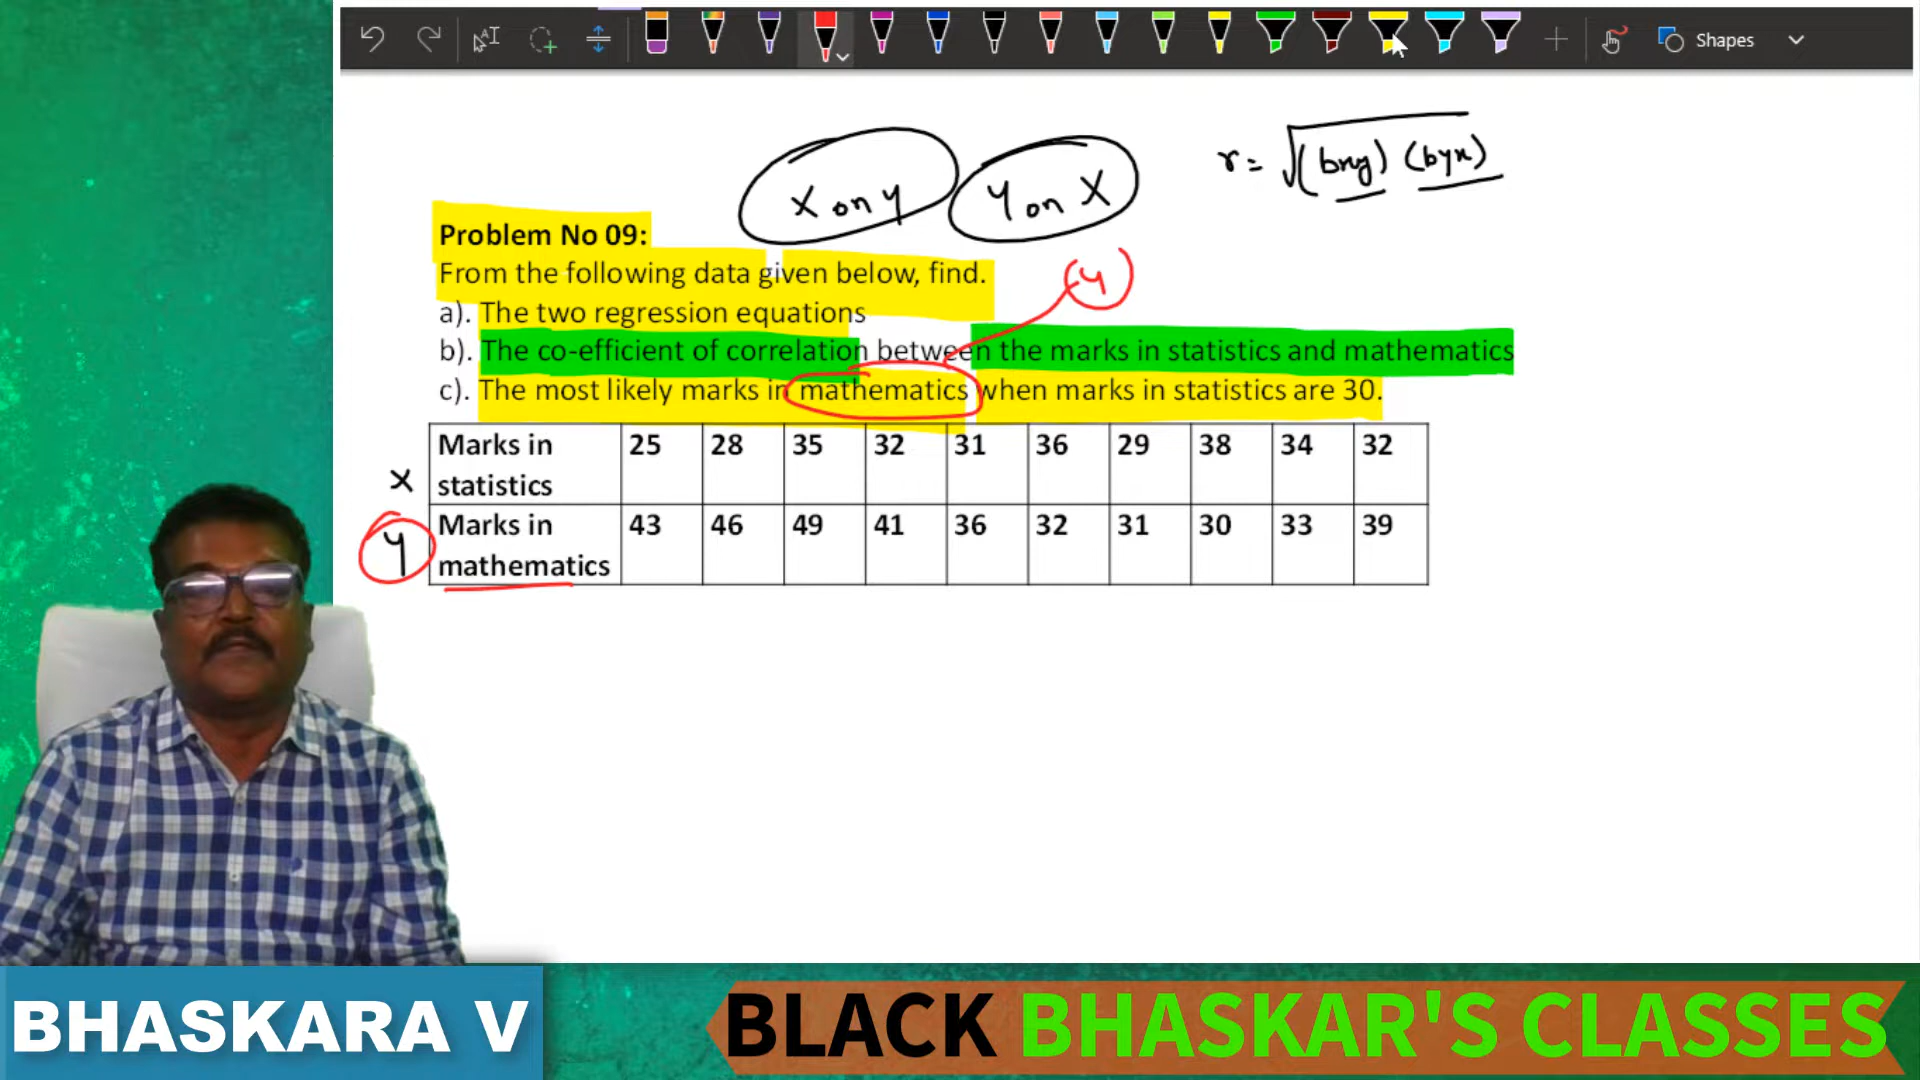 Shapes
r = √(bxy) (byx)
X on y
Y on X
Problem No 09:
From the following data given below, find.
y
a). The two regression equations
b). The co-efficient of correlation between the marks in statistics and mathematics
c). The most likely marks in mathematics when marks in statistics are 30.
x Marks in statistics 25 28 35 32 31 36 29 38 34 32
y Marks in mathematics 43 46 49 41 36 32 31 30 33 39
BHASKARA V
BLACK BHASKAR'S CLASSES